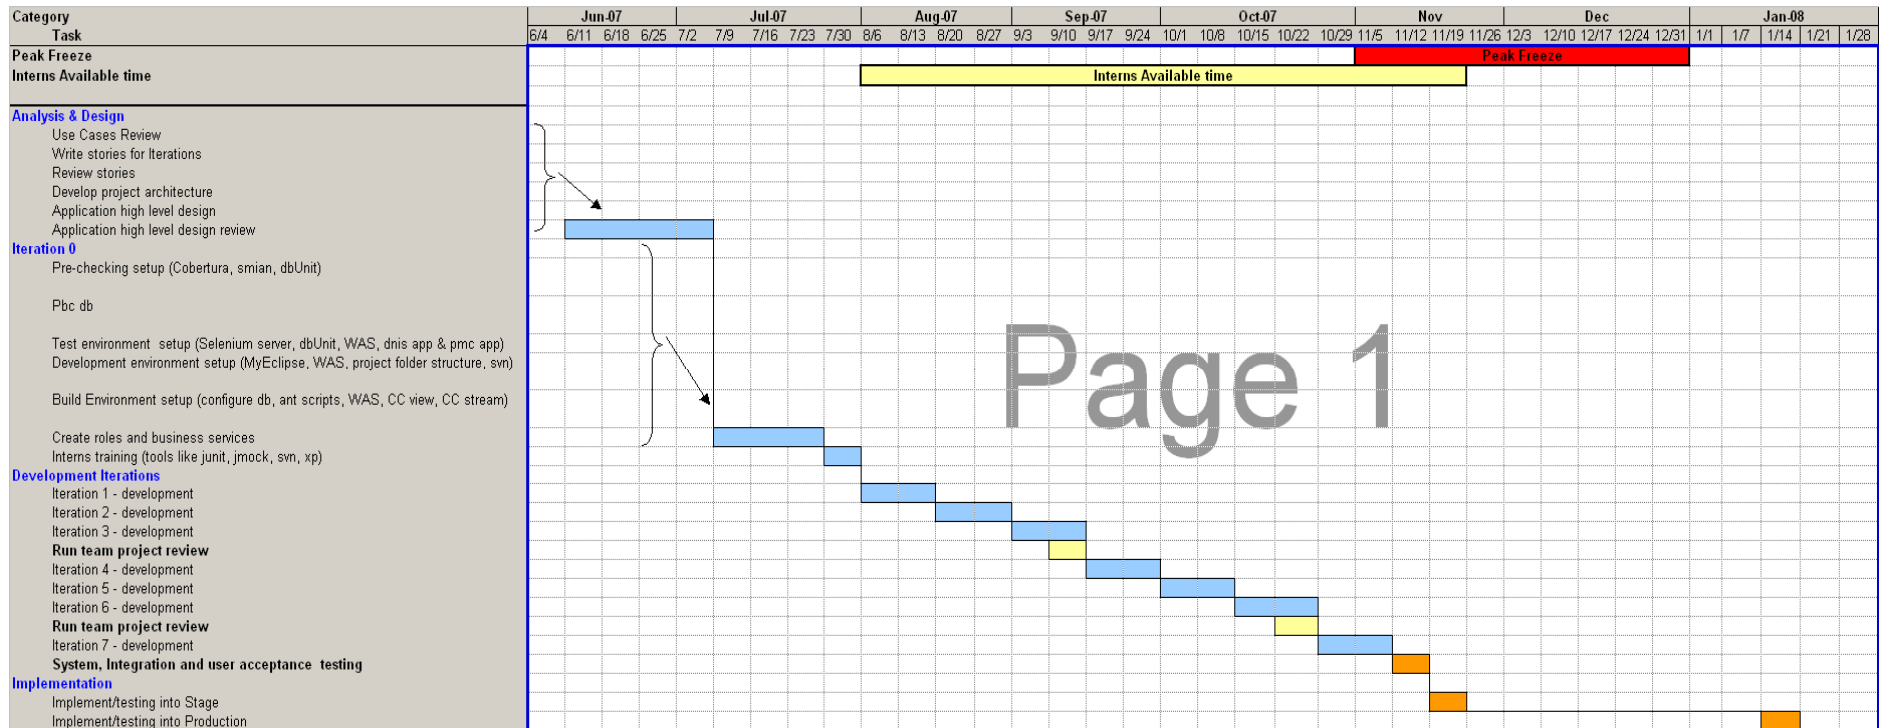 Category Jun-07 Jul-07 Aug-07 Sep-07 Oct-07 Nov Dec Jan-08
Task 6/4 6/11 6/18 6/25 7/2 7/9 7/16 7/23 7/30 8/6 8/13 8/20 8/27 9/3 9/10 9/17 9/24 10/1 10/8 10/15 10/22 10/29 11/5 11/12 11/19 11/26 12/3 12/10 12/17 12/24 12/31 1/1 1/7 1/14 1/21 1/28
Peak Freeze Peak Freeze
Interns Available time Interns Available time
Analysis & Design
Use Cases Review
Write stories for Iterations
Review stories
Develop project architecture
Application high level design
Application high level design review
Iteration 0
Pre-checking setup (Cobertura, smian, dbUnit)
Pbc db
Test environment setup (Selenium server, dbUnit, WAS, dnis app & pmc app)
Development environment setup (MyEclipse, WAS, project folder structure, svn)
Page 1
Build Environment setup (configure db, ant scripts, WAS, CC view, CC stream)
Create roles and business services
Interns training (tools like junit, jmock, svn, xp)
Development Iterations
Iteration 1 - development
Iteration 2 - development
Iteration 3 - development
Run team project review
Iteration 4 - development
Iteration 5 - development
Iteration 6 - development
Run team project review
Iteration 7 - development
System, Integration and user acceptance testing
Implementation
Implement/testing into Stage
Implement/testing into Production